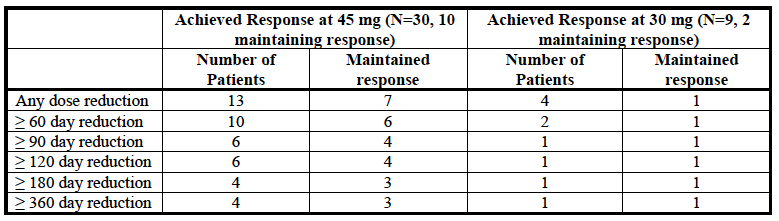 Achieved Response at 45 mg (N=30, 10 maintaining response) Achieved Response at 30 mg (N=9, 2 maintaining response)
Number of Patients Maintained response Number of Patients Maintained response
Any dose reduction 13 7 4 1
≥ 60 day reduction 10 6 2 1
≥ 90 day reduction 6 4 1 1
≥ 120 day reduction 6 4 1 1
≥ 180 day reduction 4 3 1 1
≥ 360 day reduction 4 3 1 1